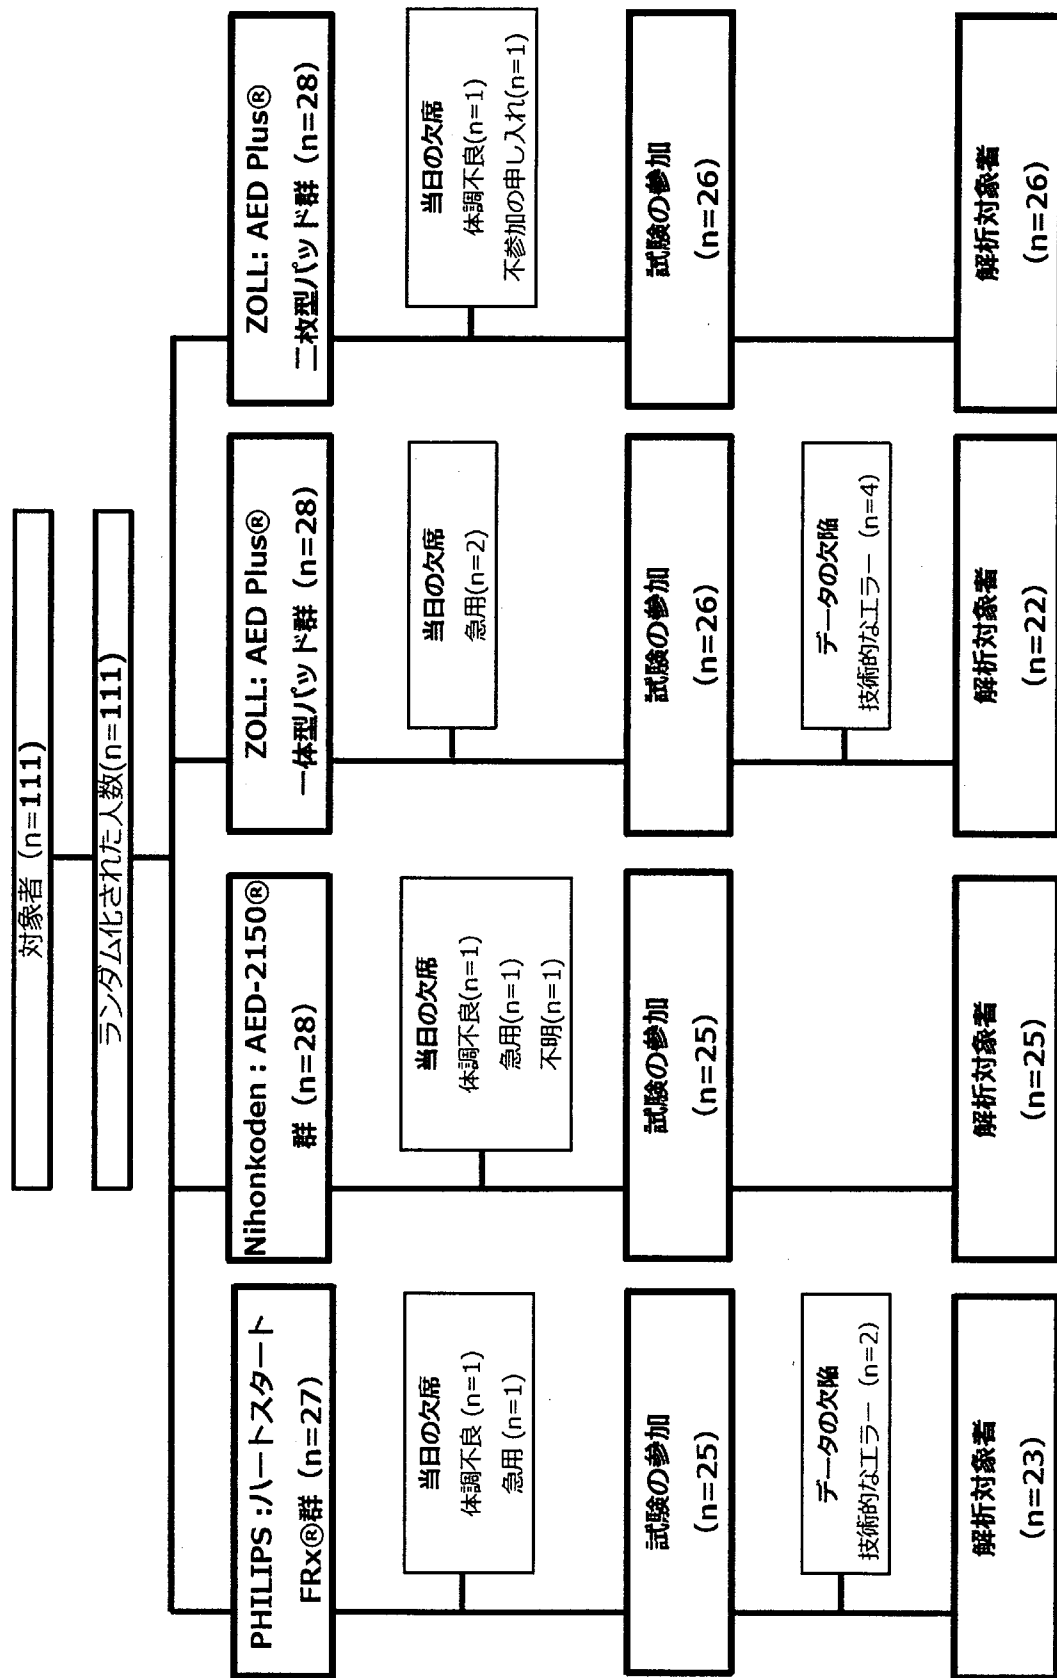 対象者 (n=111)
ランダム化された人数(n=111)
PHILIPS :ハートスタート
FRx®群 (n=27)
Nihonkoden : AED-2150®
群 (n=28)
ZOLL: AED Plus®
一体型パッド群 (n=28)
ZOLL: AED Plus®
二枚型パッド群 (n=28)
当日の欠席
体調不良 (n=1)
急用 (n=1)
当日の欠席
体調不良(n=1)
急用(n=1)
不明(n=1)
当日の欠席
急用(n=2)
当日の欠席
体調不良(n=1)
不参加の申し入れ(n=1)
試験の参加
(n=25)
試験の参加
(n=25)
試験の参加
(n=26)
試験の参加
(n=26)
データの欠陥
技術的なエラー (n=2)
データの欠陥
技術的なエラー (n=4)
解析対象者
(n=23)
解析対象者
(n=25)
解析対象者
(n=22)
解析対象者
(n=26)